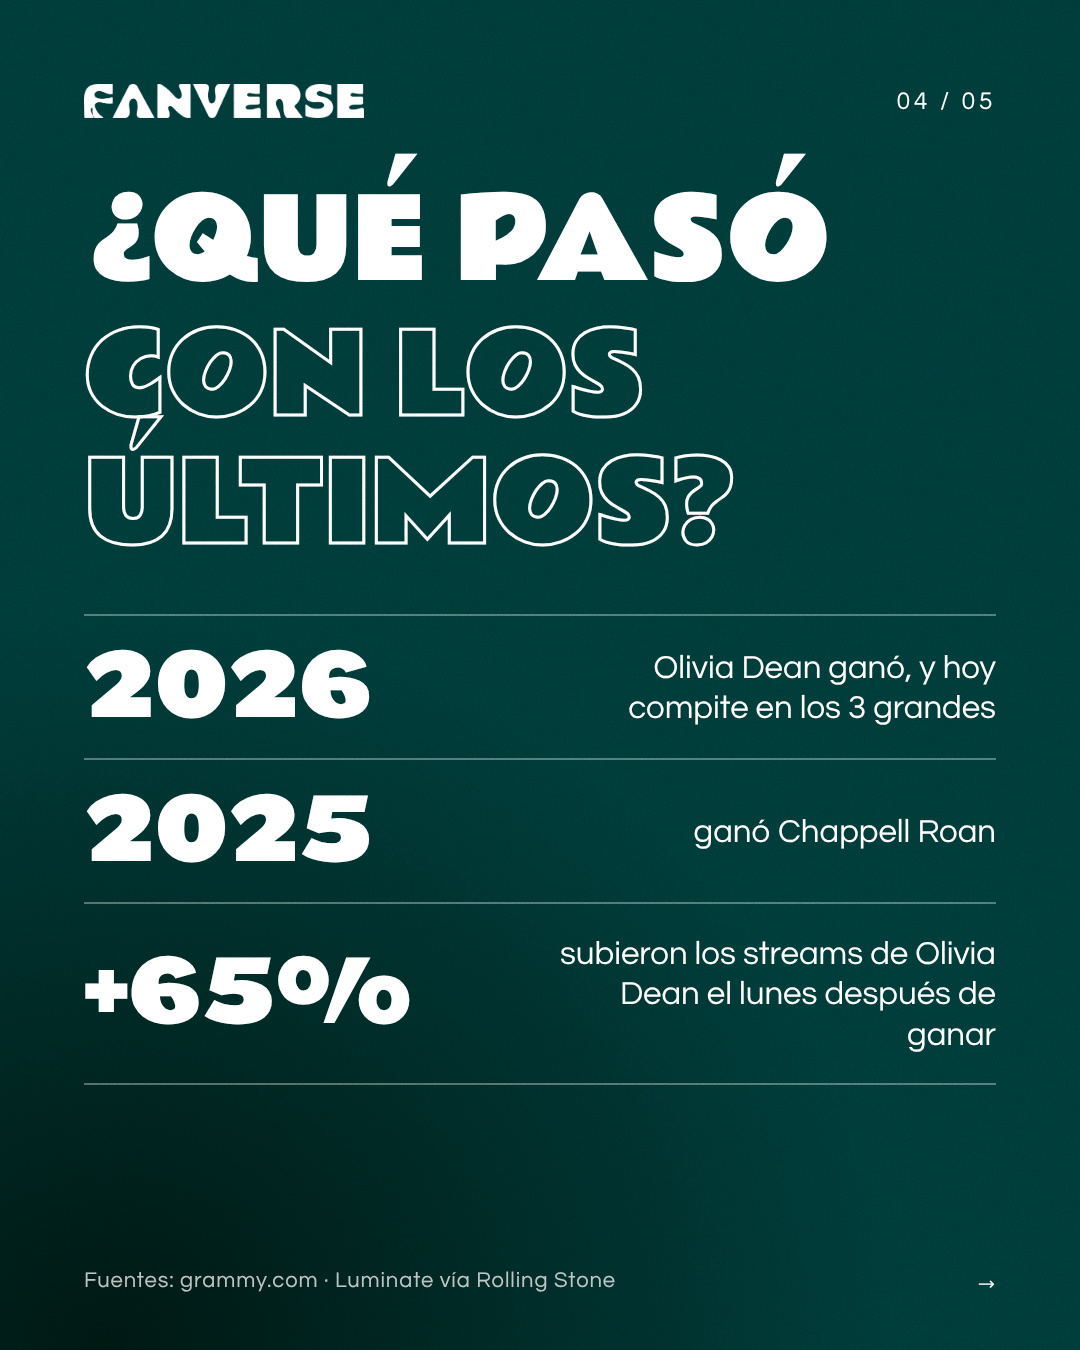 FANVERSE
04 / 05
¿QUÉ PASÓ
CON LOS
ÚLTIMOS?
2026
Olivia Dean ganó, y hoy
compite en los 3 grandes
2025
ganó Chappell Roan
+65%
subieron los streams de Olivia
Dean el lunes después de
ganar
Fuentes: grammy.com · Luminate vía Rolling Stone
→